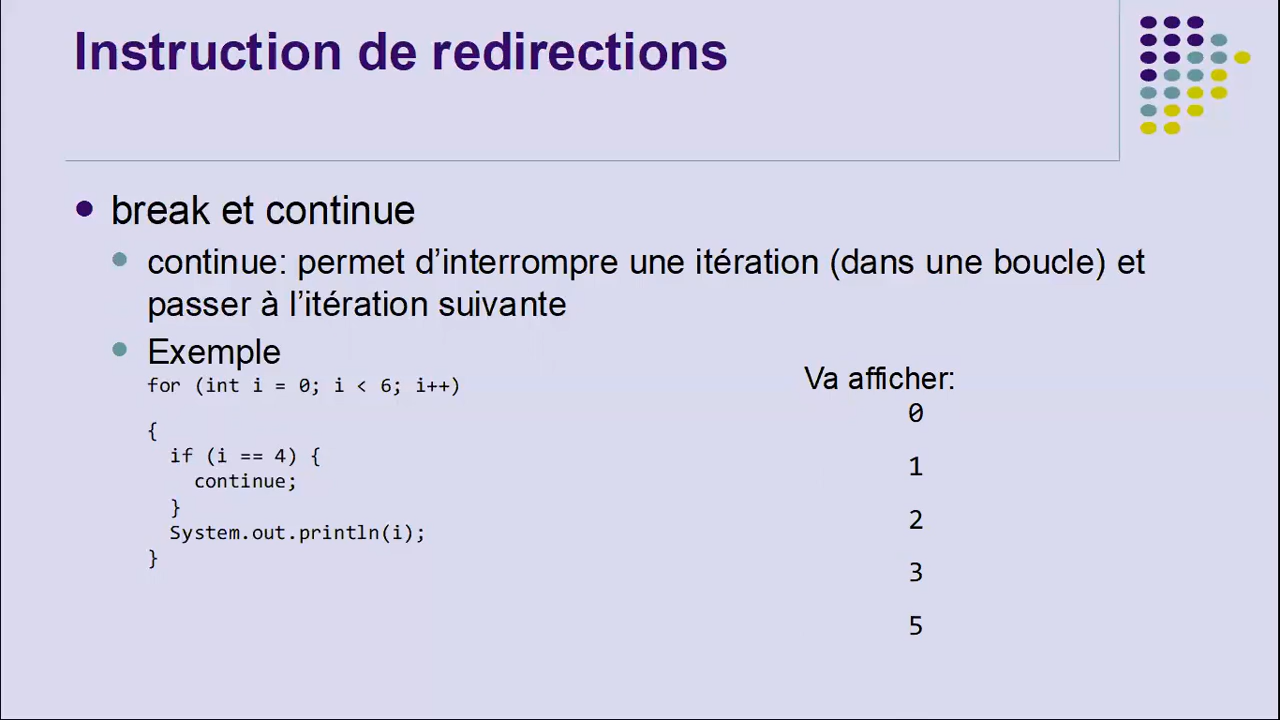 Instruction de redirections
break et continue
continue: permet d’interrompre une itération (dans une boucle) et
passer à l’itération suivante
Exemple
for (int i = 0; i < 6; i++)
{
if (i == 4) {
continue;
}
System.out.println(i);
}
Va afficher:
0
1
2
3
5